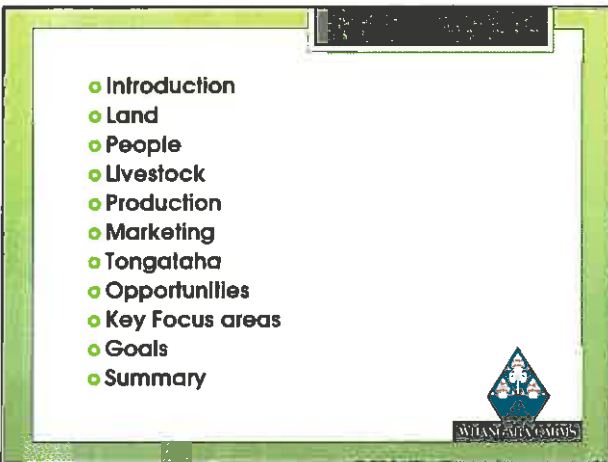 Introduction
Land
People
Livestock
Production
Marketing
Tongataha
Opportunities
Key Focus areas
Goals
Summary